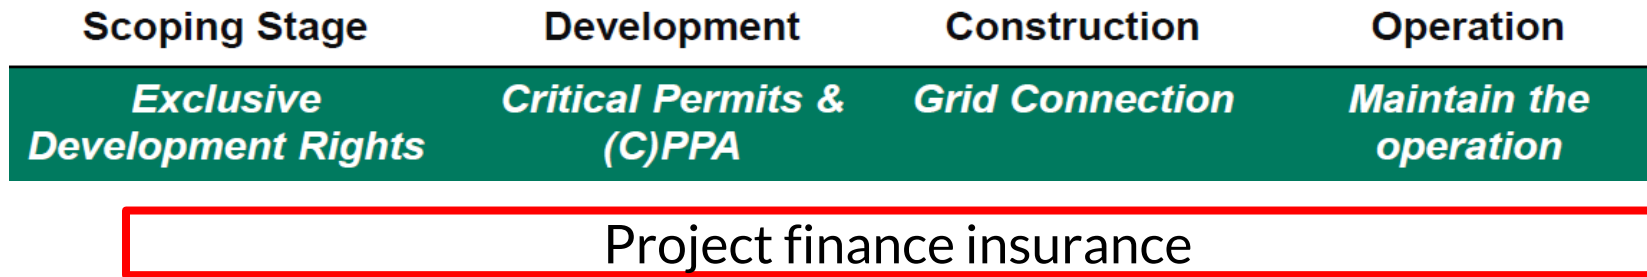 Scoping Stage Development Construction Operation
Exclusive Critical Permits & Grid Connection Maintain the
Development Rights (C)PPA operation
Project finance insurance